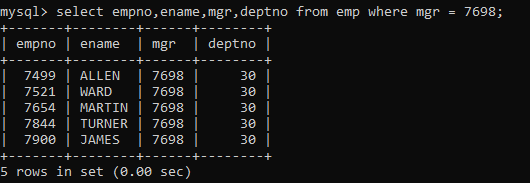 mysql> select empno,ename,mgr,deptno from emp where mgr = 7698;
+-------+--------+------+--------+
| empno | ename  | mgr  | deptno |
+-------+--------+------+--------+
|  7499 | ALLEN  | 7698 |     30 |
|  7521 | WARD   | 7698 |     30 |
|  7654 | MARTIN | 7698 |     30 |
|  7844 | TURNER | 7698 |     30 |
|  7900 | JAMES  | 7698 |     30 |
+-------+--------+------+--------+
5 rows in set (0.00 sec)